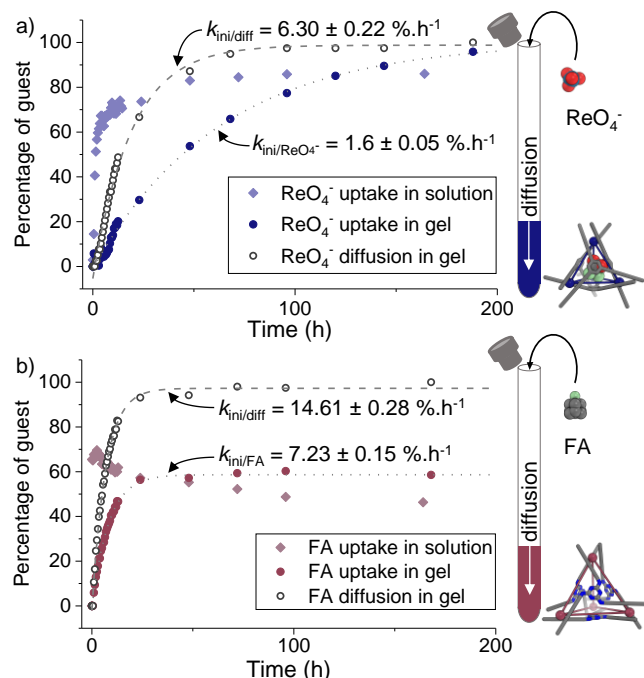 a)
k_ini/diff = 6.30 ± 0.22 %.h⁻¹
k_ini/ReO₄⁻ = 1.6 ± 0.05 %.h⁻¹
ReO₄⁻ uptake in solution
ReO₄⁻ uptake in gel
ReO₄⁻ diffusion in gel
Percentage of guest
100
80
60
40
20
0
0
100
200
Time (h)
diffusion
ReO₄⁻
b)
k_ini/diff = 14.61 ± 0.28 %.h⁻¹
k_ini/FA = 7.23 ± 0.15 %.h⁻¹
FA uptake in solution
FA uptake in gel
FA diffusion in gel
Percentage of guest
100
80
60
40
20
0
0
100
200
Time (h)
diffusion
FA